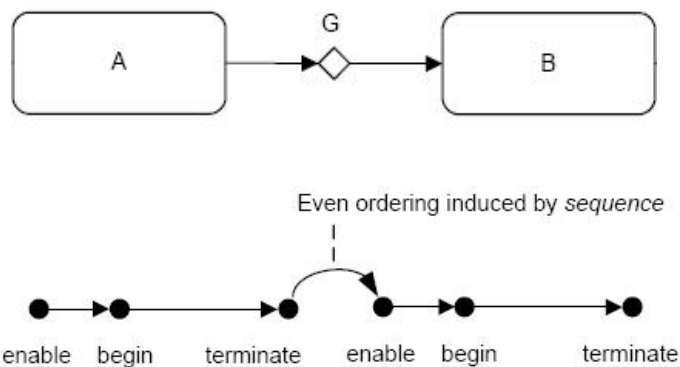 G
A
B
Even ordering induced by sequence
enable begin terminate enable begin terminate